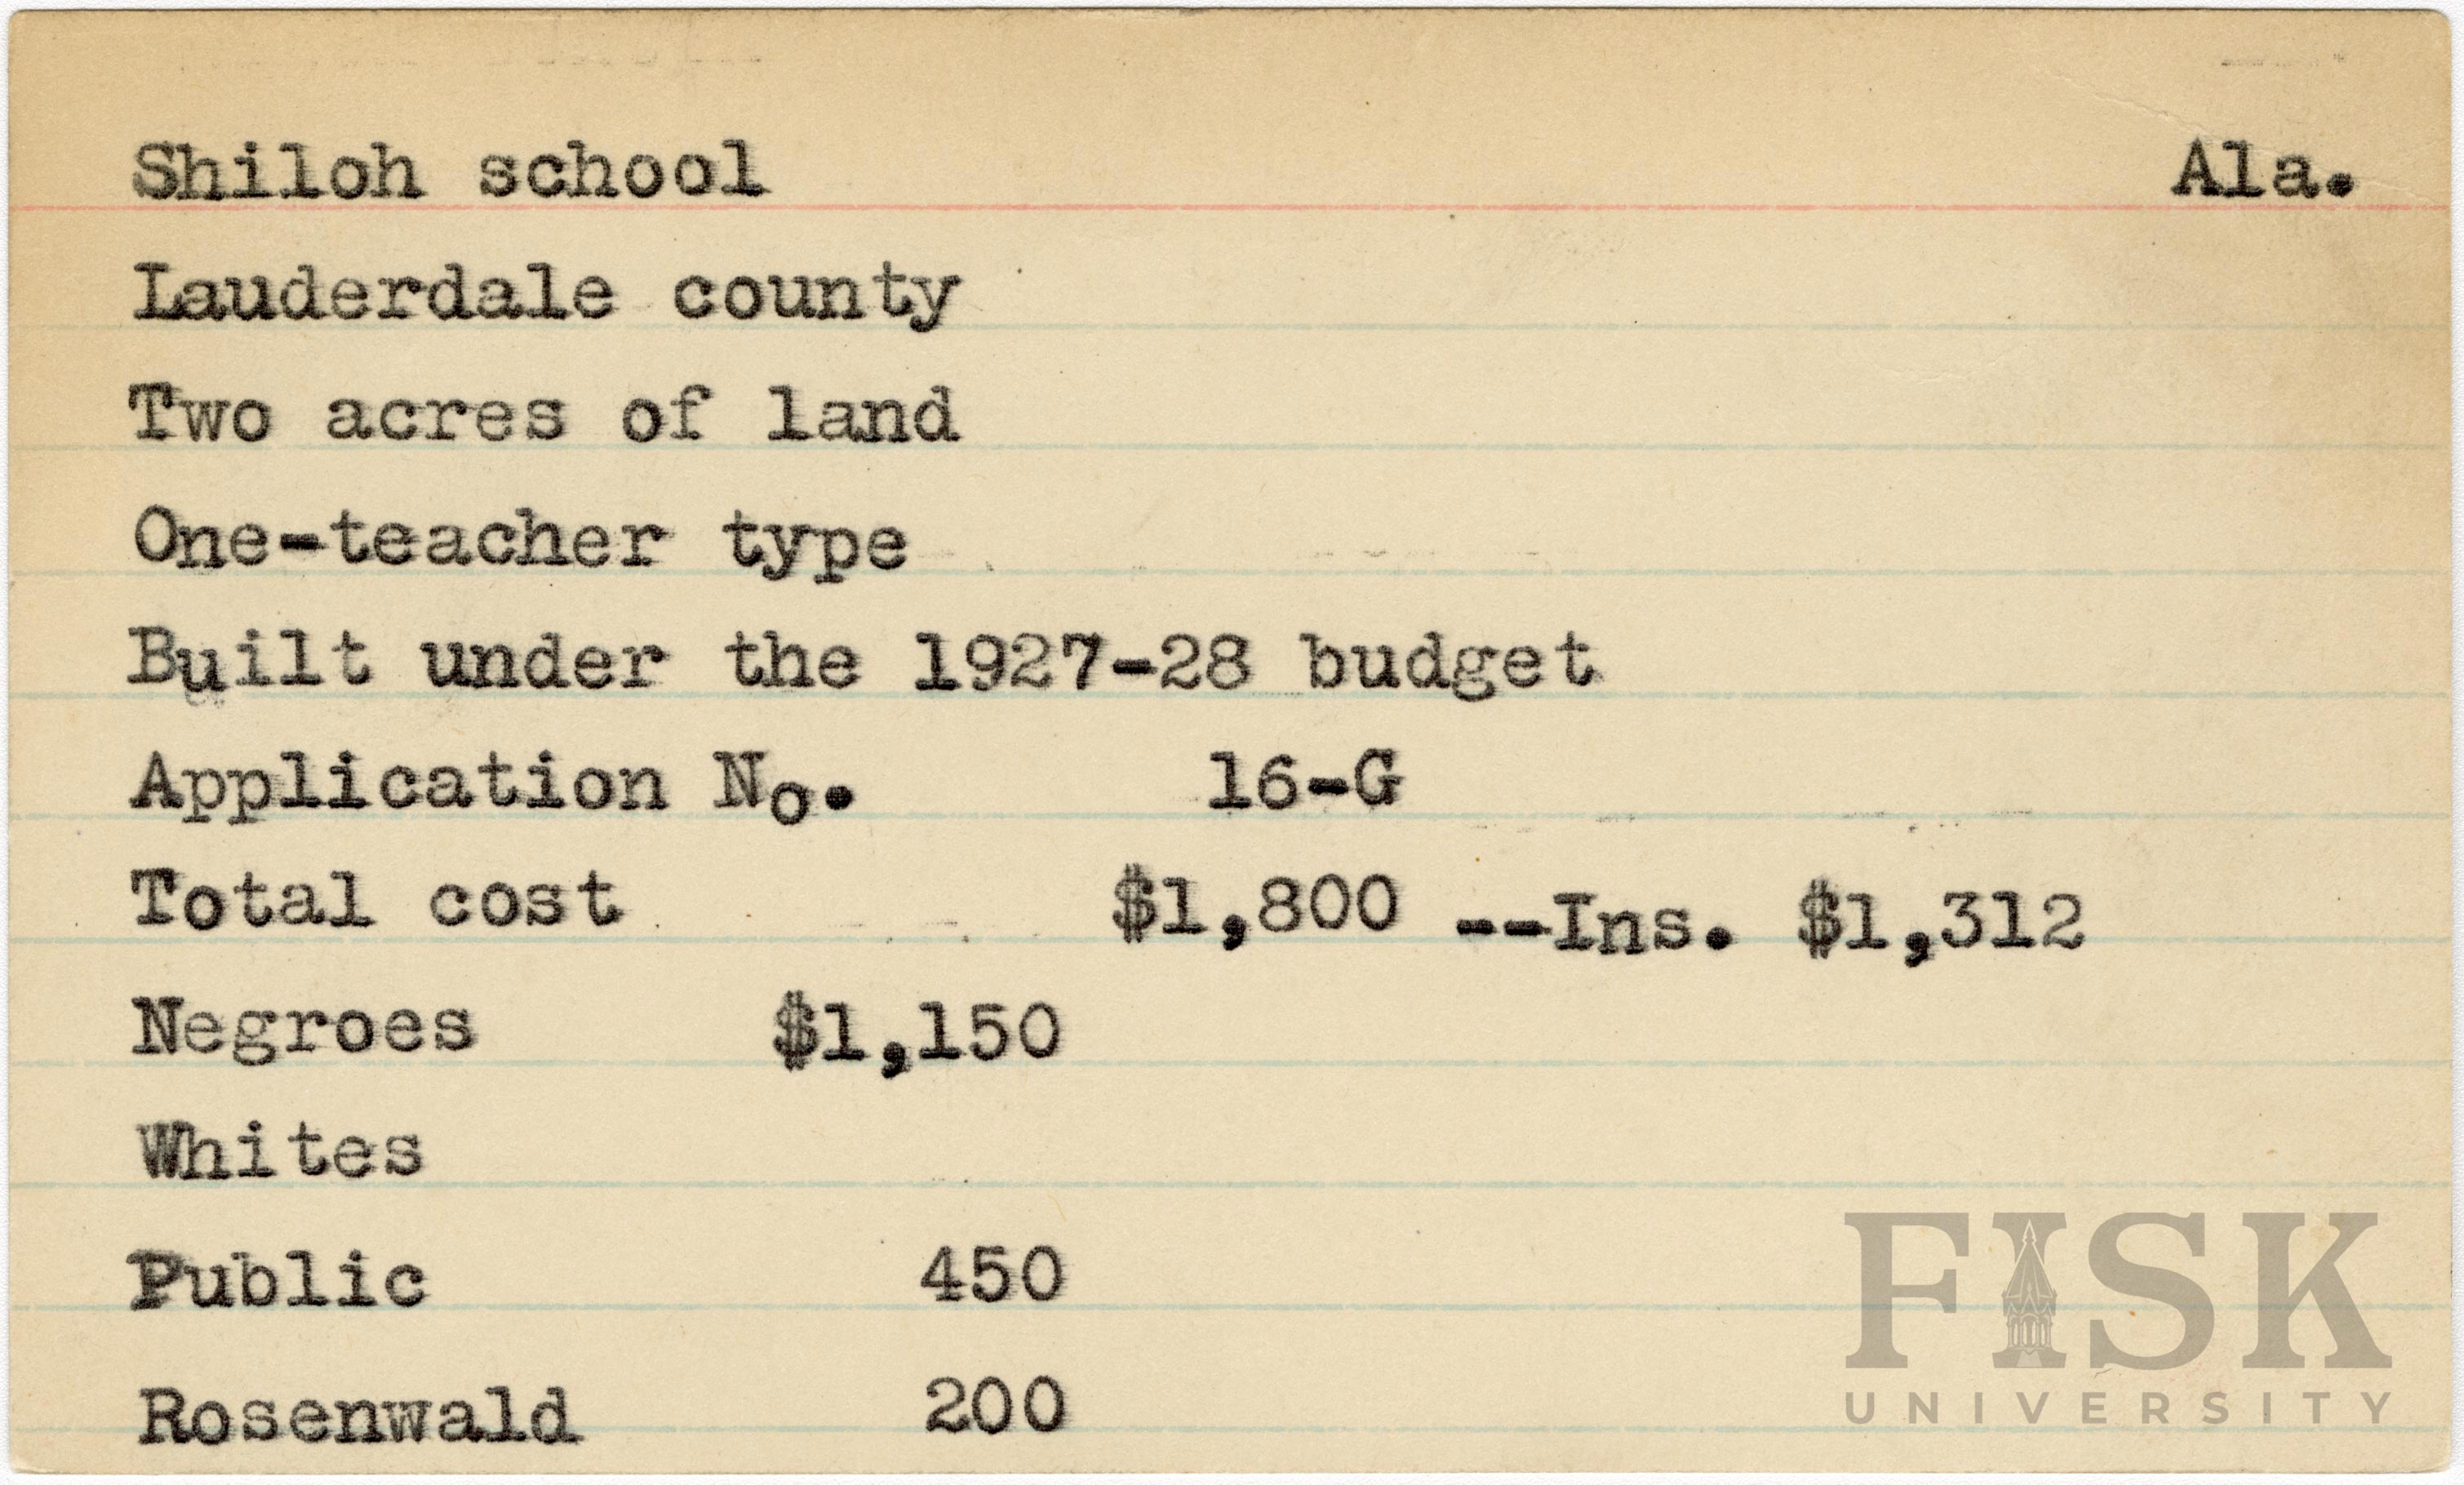 Shiloh school Ala.
Lauderdale county
Two acres of land
One-teacher type
Built under the 1927-28 budget
Application No. 16-G
Total cost $1,800 --Ins. $1,312
Negroes $1,150
Whites
Public 450
Rosenwald 200
FISK
UNIVERSITY